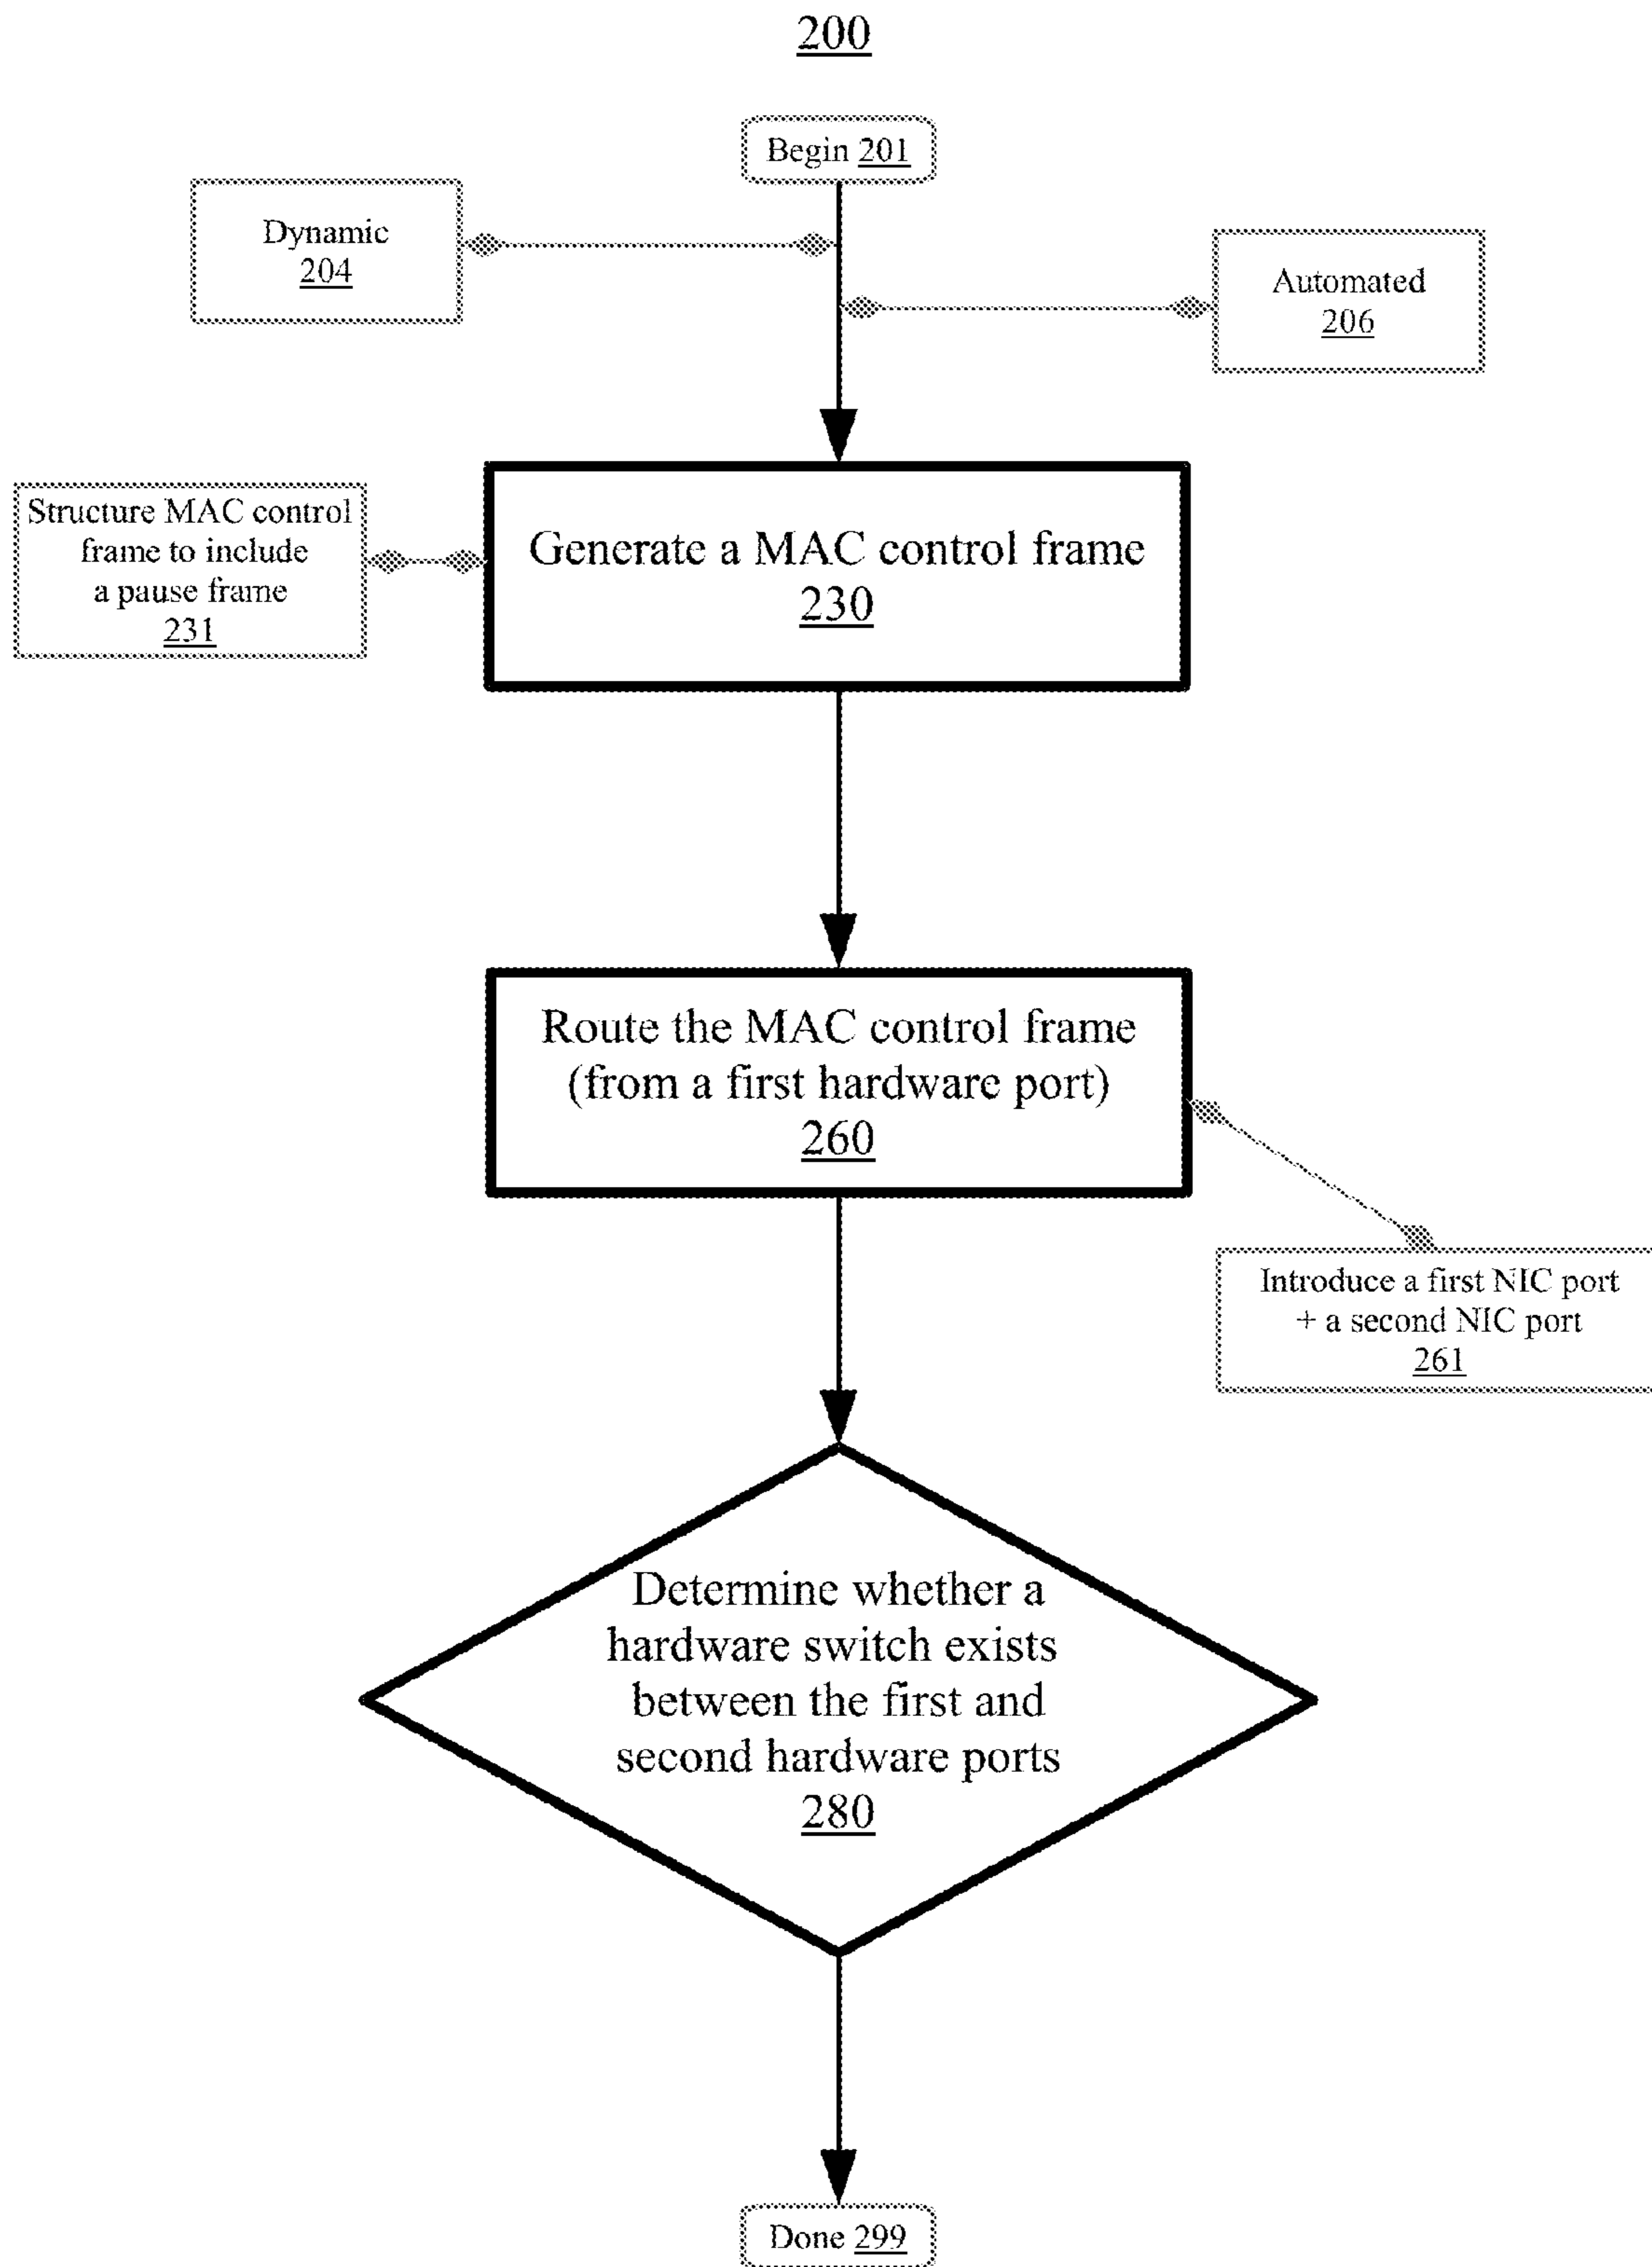 200
Begin 201
Dynamic
204
Automated
206
Structure MAC control
frame to include
a pause frame
231
Generate a MAC control frame
230
Route the MAC control frame
(from a first hardware port)
260
Introduce a first NIC port
+ a second NIC port
261
Determine whether a
hardware switch exists
between the first and
second hardware ports
280
Done 299